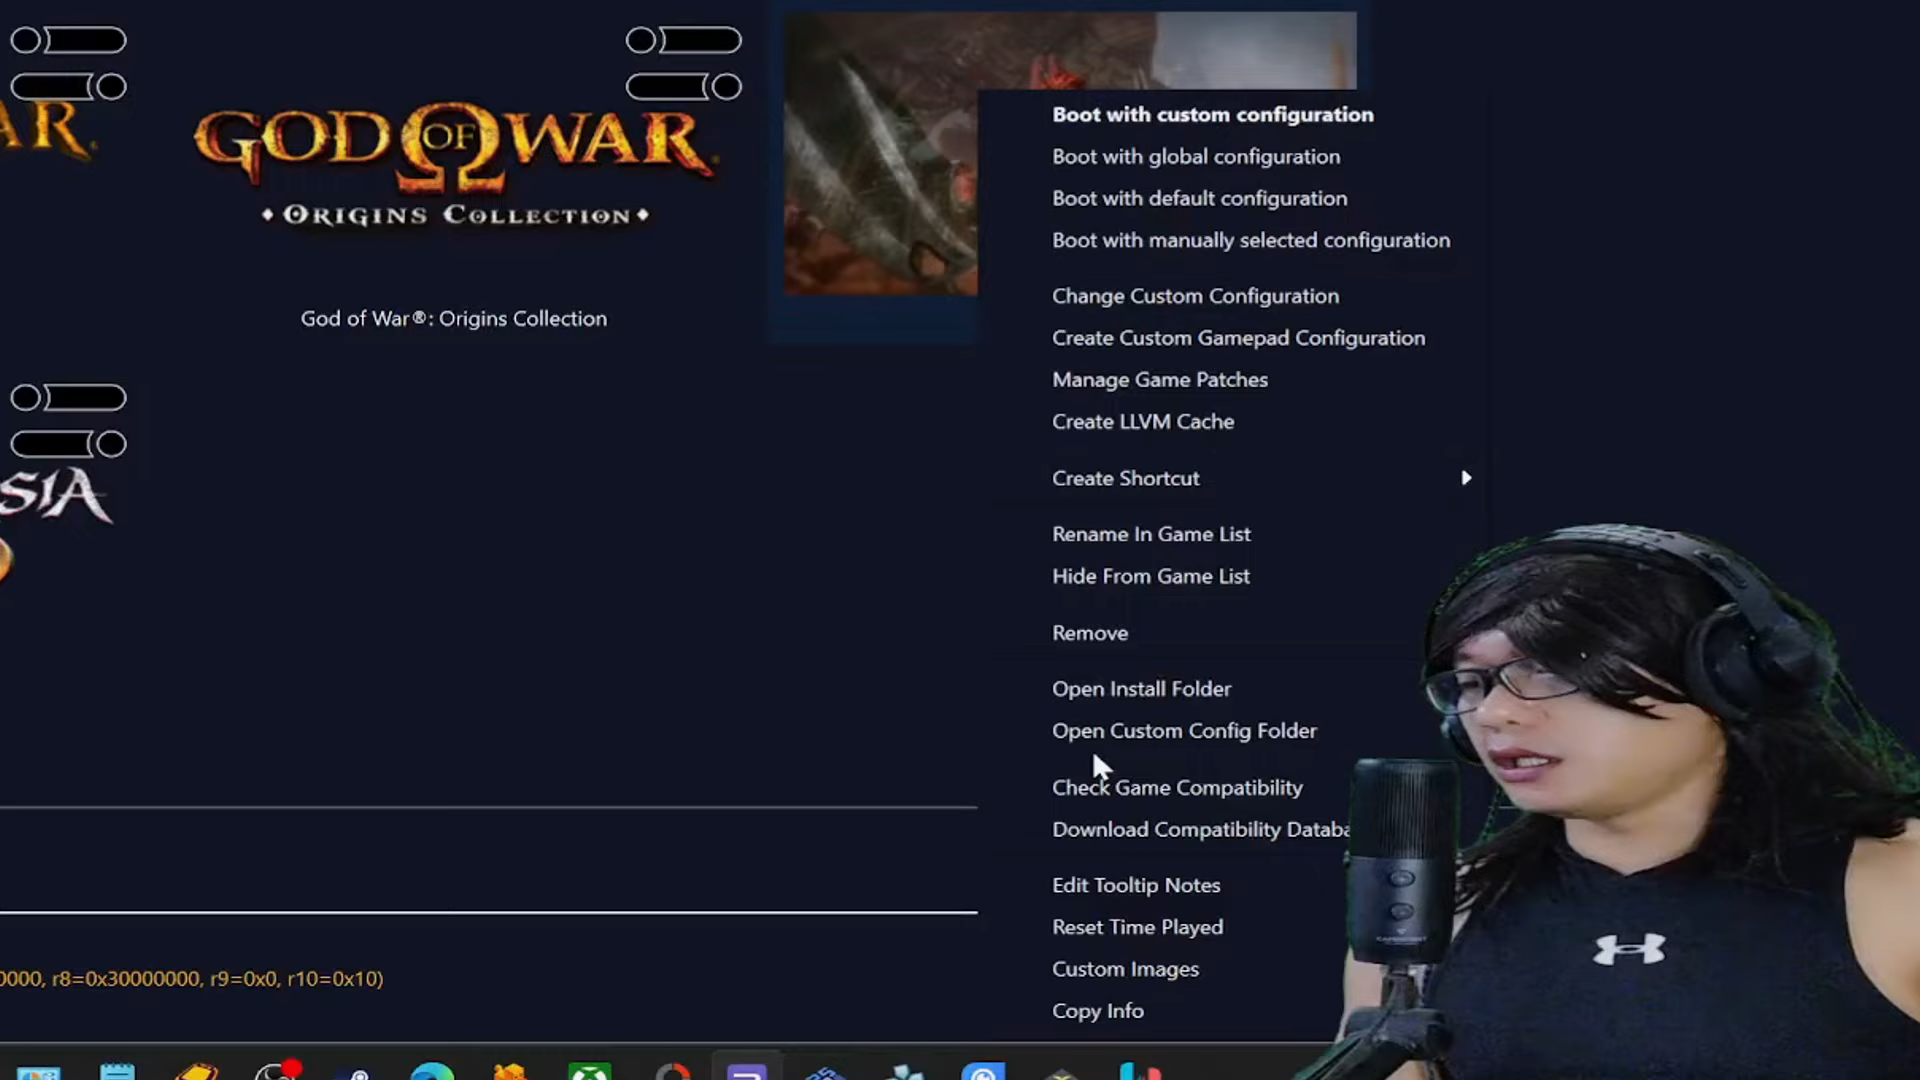 AR.
GOD OF WAR
ORIGINS COLLECTION
God of War®: Origins Collection
SIA
Boot with custom configuration
Boot with global configuration
Boot with default configuration
Boot with manually selected configuration
Change Custom Configuration
Create Custom Gamepad Configuration
Manage Game Patches
Create LLVM Cache
Create Shortcut
Rename In Game List
Hide From Game List
Remove
Open Install Folder
Open Custom Config Folder
Check Game Compatibility
Download Compatibility Databa
Edit Tooltip Notes
Reset Time Played
Custom Images
Copy Info
0000, r8=0x30000000, r9=0x0, r10=0x10)